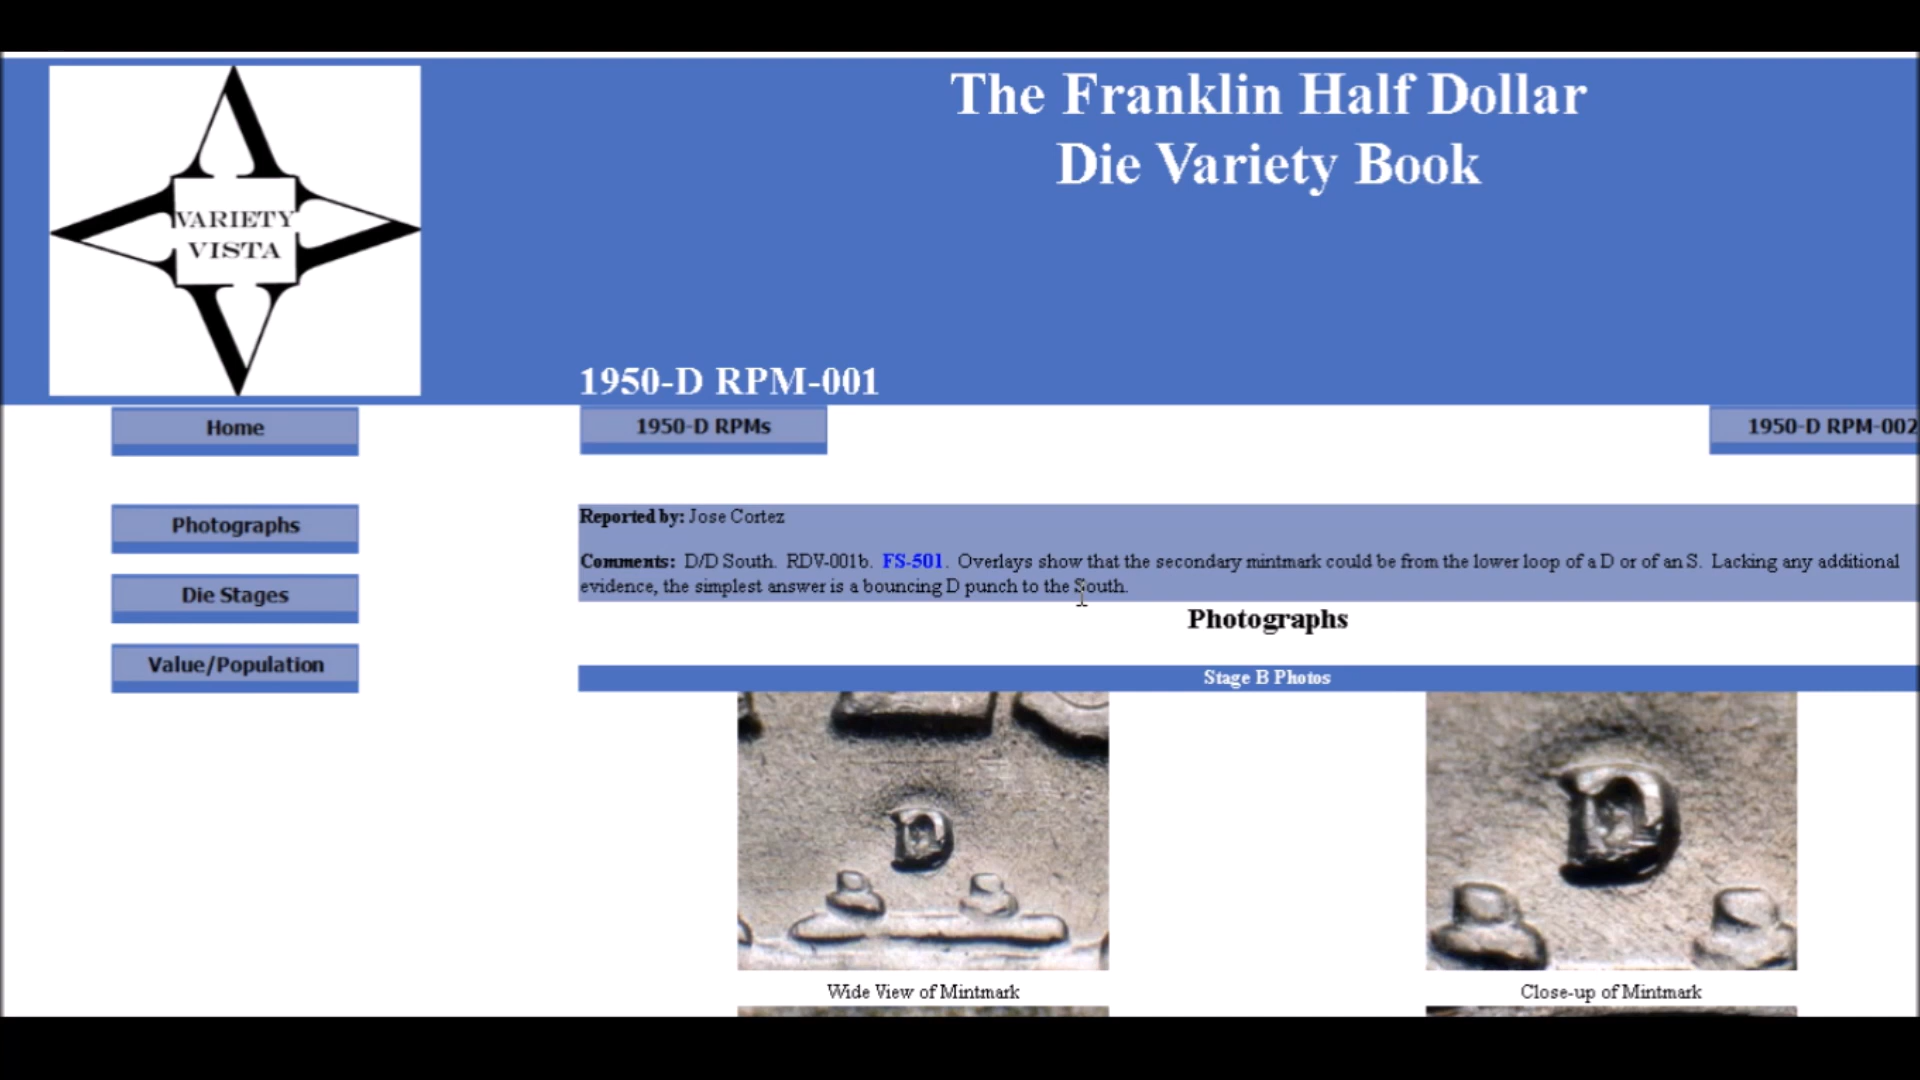 The Franklin Half Dollar
Die Variety Book
VARIETY
VISTA
1950-D RPM-001
Home
1950-D RPMs
1950-D RPM-002
Photographs
Die Stages
Value/Population
Reported by: Jose Cortez
Comments: D/D South. RDV-001b. FS-501. Overlays show that the secondary mintmark could be from the lower loop of a D or of an S. Lacking any additional
evidence, the simplest answer is a bouncing D punch to the South.
Photographs
Stage B Photos
D
D
Wide View of Mintmark
Close-up of Mintmark